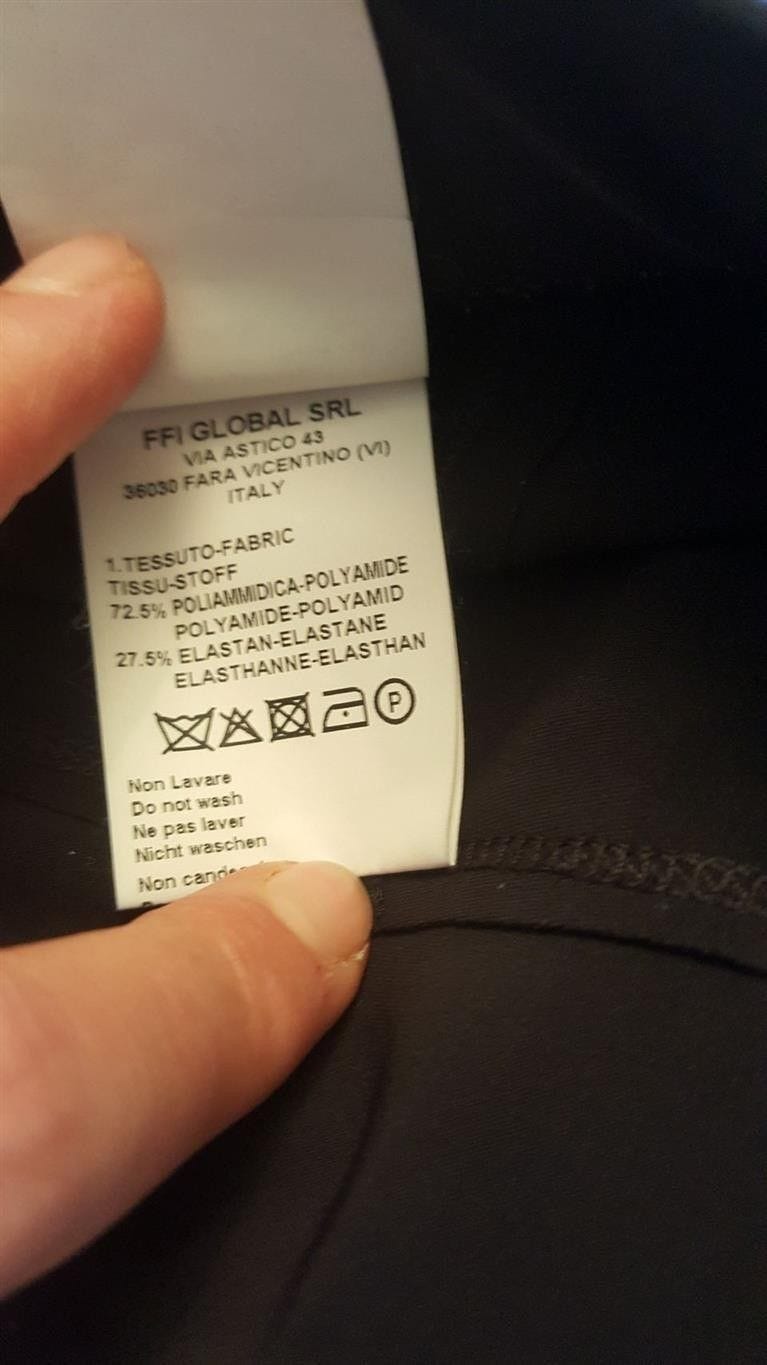 FFI GLOBAL SRL
VIA ASTICO 43
36030 FARA VICENTINO (VI)
ITALY
1.TESSUTO-FABRIC
TISSU-STOFF
72.5% POLIAMMIDICA-POLYAMIDE
POLYAMIDE-POLYAMID
27.5% ELASTAN-ELASTANE
ELASTHANNE-ELASTHAN
P
Non Lavare
Do not wash
Ne pas laver
Nicht waschen
Non